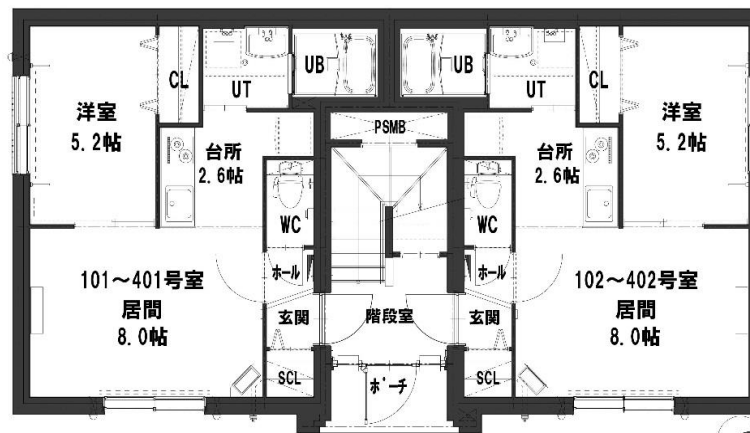 洋室
5.2帖
CL
UT
UB
台所
2.6帖
WC
ホール
101～401号室
居間
8.0帖
玄関
SCL
PSMB
階段室
ポーチ
UB
UT
CL
洋室
5.2帖
台所
2.6帖
WC
ホール
102～402号室
居間
8.0帖
玄関
SCL